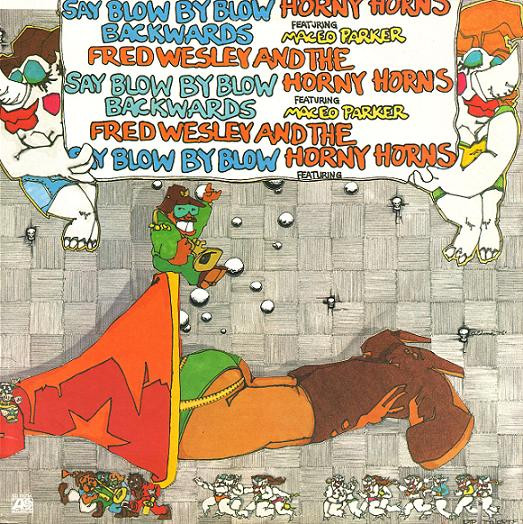 SAY BLOW BY BLOW HORNY HORNS
BACKWARDS FEATURING MACEO PARKER
FRED WESLEY AND THE
SAY BLOW BY BLOW HORNY HORNS
BACKWARDS FEATURING MACEO PARKER
FRED WESLEY AND THE
SAY BLOW BY BLOW HORNY HORNS
FEATURING